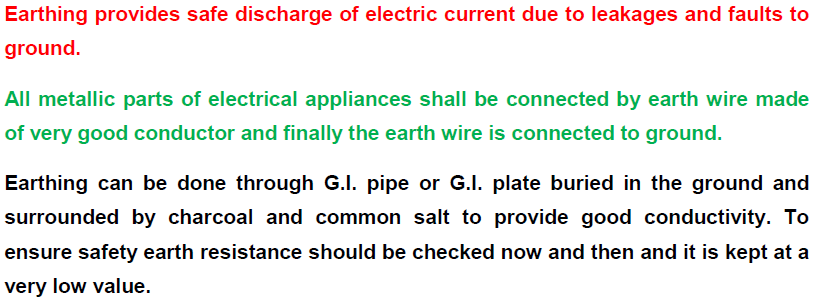 Earthing provides safe discharge of electric current due to leakages and faults to
ground.
All metallic parts of electrical appliances shall be connected by earth wire made
of very good conductor and finally the earth wire is connected to ground.
Earthing can be done through G.I. pipe or G.I. plate buried in the ground and
surrounded by charcoal and common salt to provide good conductivity. To
ensure safety earth resistance should be checked now and then and it is kept at a
very low value.